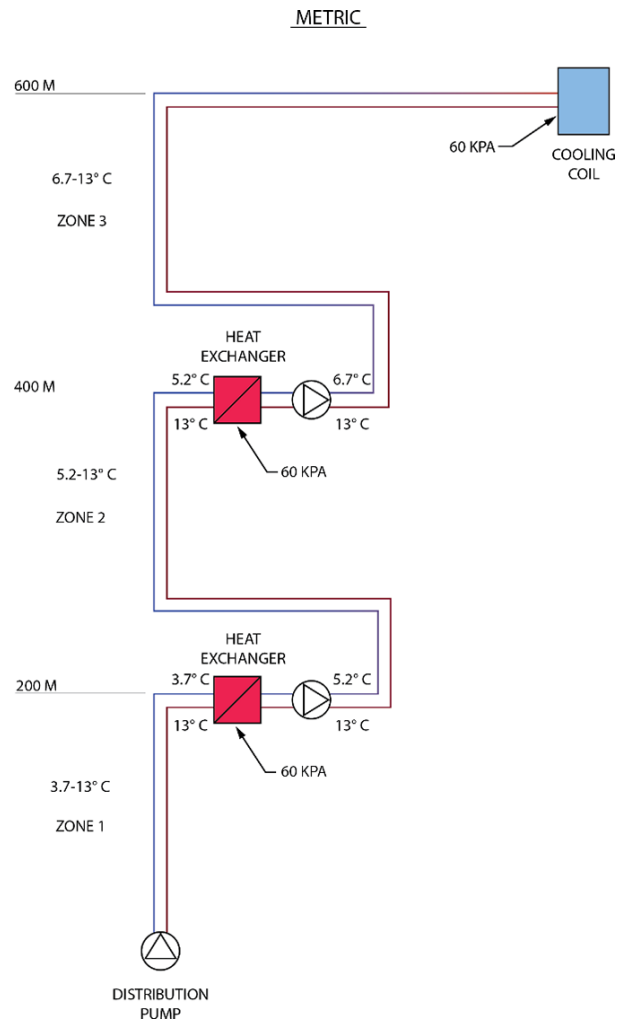 METRIC
600 M
60 KPA
COOLING
COIL
6.7-13° C
ZONE 3
HEAT
EXCHANGER
400 M
5.2° C
6.7° C
13° C
13° C
60 KPA
5.2-13° C
ZONE 2
HEAT
EXCHANGER
200 M
3.7° C
5.2° C
13° C
13° C
60 KPA
3.7-13° C
ZONE 1
DISTRIBUTION
PUMP